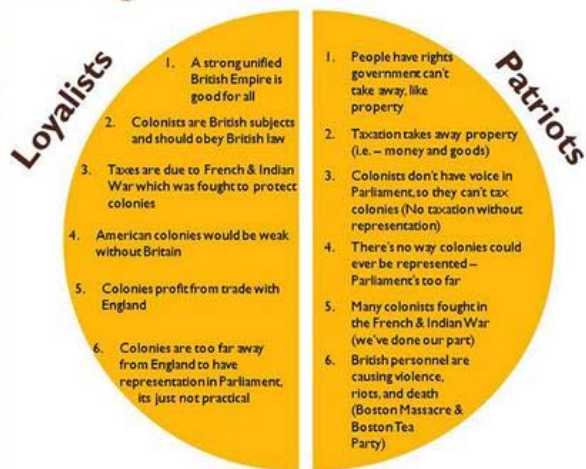 Loyalists
1. A strong unified
British Empire is
good for all
2. Colonists are British subjects
and should obey British law
3. Taxes are due to French & Indian
War which was fought to protect
colonies
4. American colonies would be weak
without Britain
5. Colonies profit from trade with
England
6. Colonies are too far away
from England to have
representation in Parliament,
its just not practical
Patriots
1. People have rights
government can't
take away, like
property
2. Taxation takes away property
(i.e. – money and goods)
3. Colonists don't have voice in
Parliament, so they can't tax
colonies (No taxation without
representation)
4. There's no way colonies could
ever be represented –
Parliament's too far
5. Many colonists fought in
the French & Indian War
(we've done our part)
6. British personnel are
causing violence,
riots, and death
(Boston Massacre &
Boston Tea
Party)